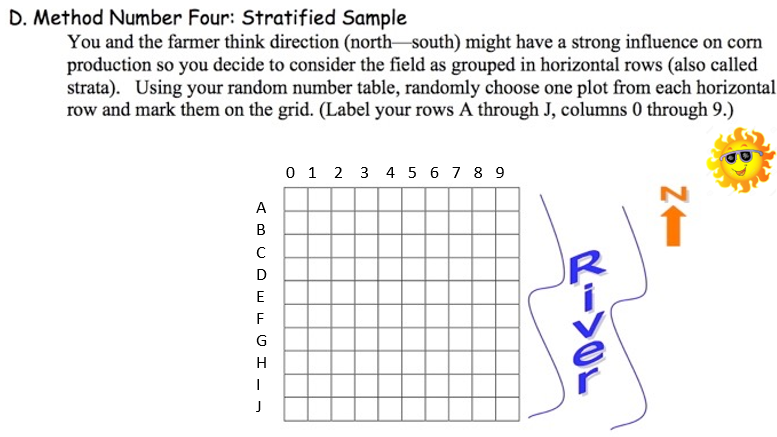 D. Method Number Four: Stratified Sample
You and the farmer think direction (north—south) might have a strong influence on corn
production so you decide to consider the field as grouped in horizontal rows (also called
strata). Using your random number table, randomly choose one plot from each horizontal
row and mark them on the grid. (Label your rows A through J, columns 0 through 9.)
0 1 2 3 4 5 6 7 8 9
A
B
C
D
E
F
G
H
I
J
River
N